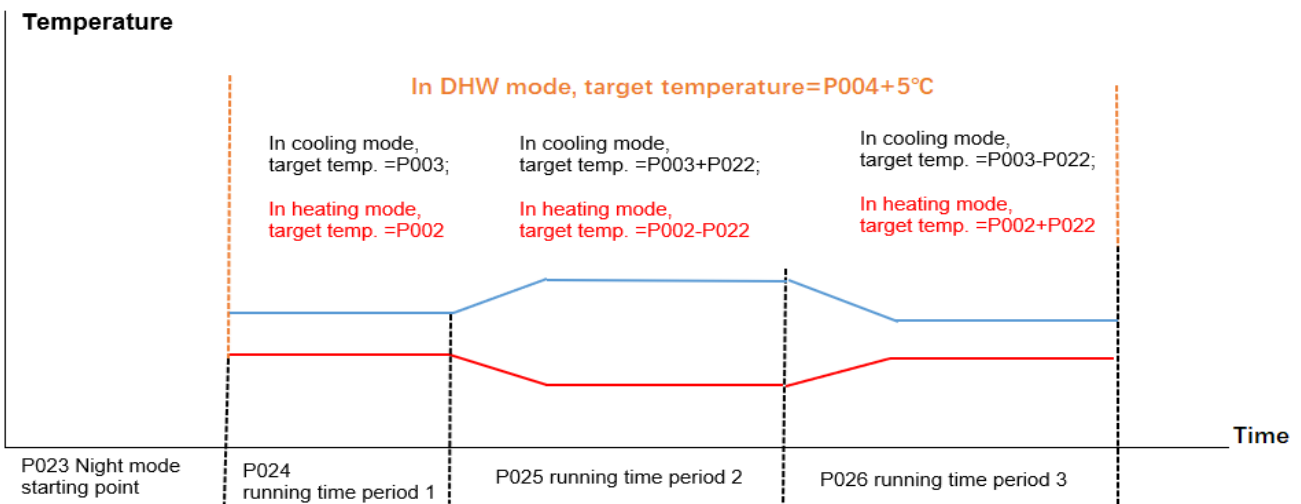 Temperature
In DHW mode, target temperature=P004+5℃
In cooling mode,
target temp. =P003;
In heating mode,
target temp. =P002
In cooling mode,
target temp. =P003+P022;
In heating mode,
target temp. =P002-P022
In cooling mode,
target temp. =P003-P022;
In heating mode,
target temp. =P002+P022
Time
P023 Night mode
starting point
P024
running time period 1
P025 running time period 2
P026 running time period 3